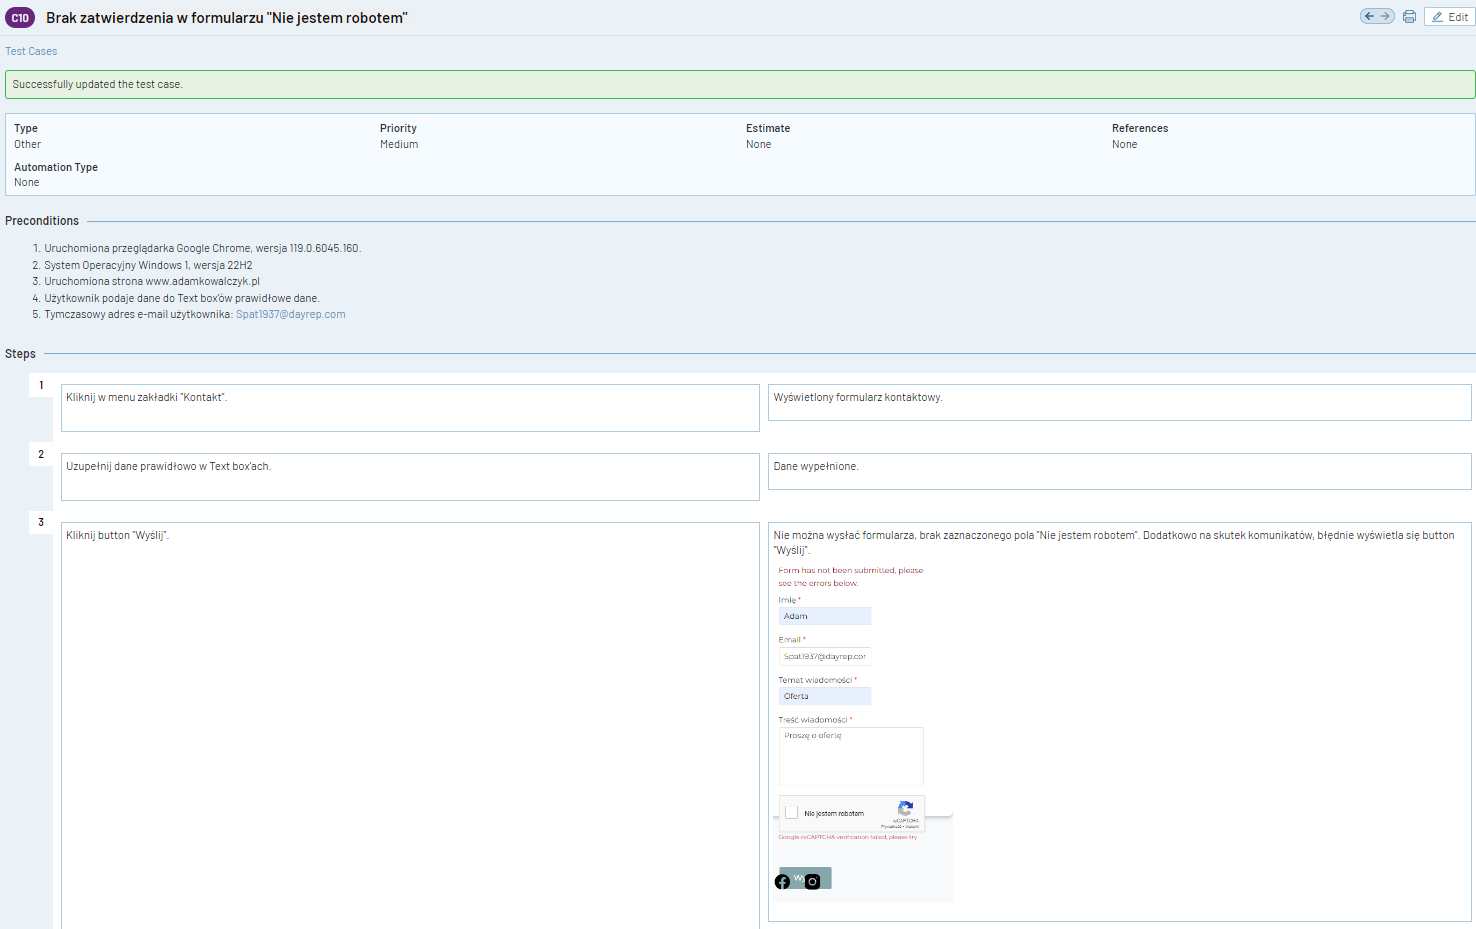 C10 Brak zatwierdzenia w formularzu "Nie jestem robotem"
Edit
Test Cases
Successfully updated the test case.
Type Priority Estimate References
Other Medium None None
Automation Type
None
Preconditions
1. Uruchomiona przeglądarka Google Chrome, wersja 119.0.6045.160.
2. System Operacyjny Windows 1, wersja 22H2
3. Uruchomiona strona www.adamkowalczyk.pl
4. Użytkownik podaje dane do Text box'ów prawidłowe dane.
5. Tymczasowy adres e-mail użytkownika: Spat1937@dayrep.com
Steps
1
Kliknij w menu zakładki "Kontakt".
Wyświetlony formularz kontaktowy.
2
Uzupełnij dane prawidłowo w Text box'ach.
Dane wypełnione.
3
Kliknij button "Wyślij".
Nie można wysłać formularza, brak zaznaczonego pola "Nie jestem robotem". Dodatkowo na skutek komunikatów, błędnie wyświetla się button
"Wyślij".
Form has not been submitted, please
see the errors below.
Imię *
Adam
Email *
Spat1937@dayrep.cor
Temat wiadomości *
Oferta
Treść wiadomości *
Proszę o ofertę
Nie jestem robotem
reCAPTCHA
Prywatność - Warunki
Google reCAPTCHA verification failed, please try